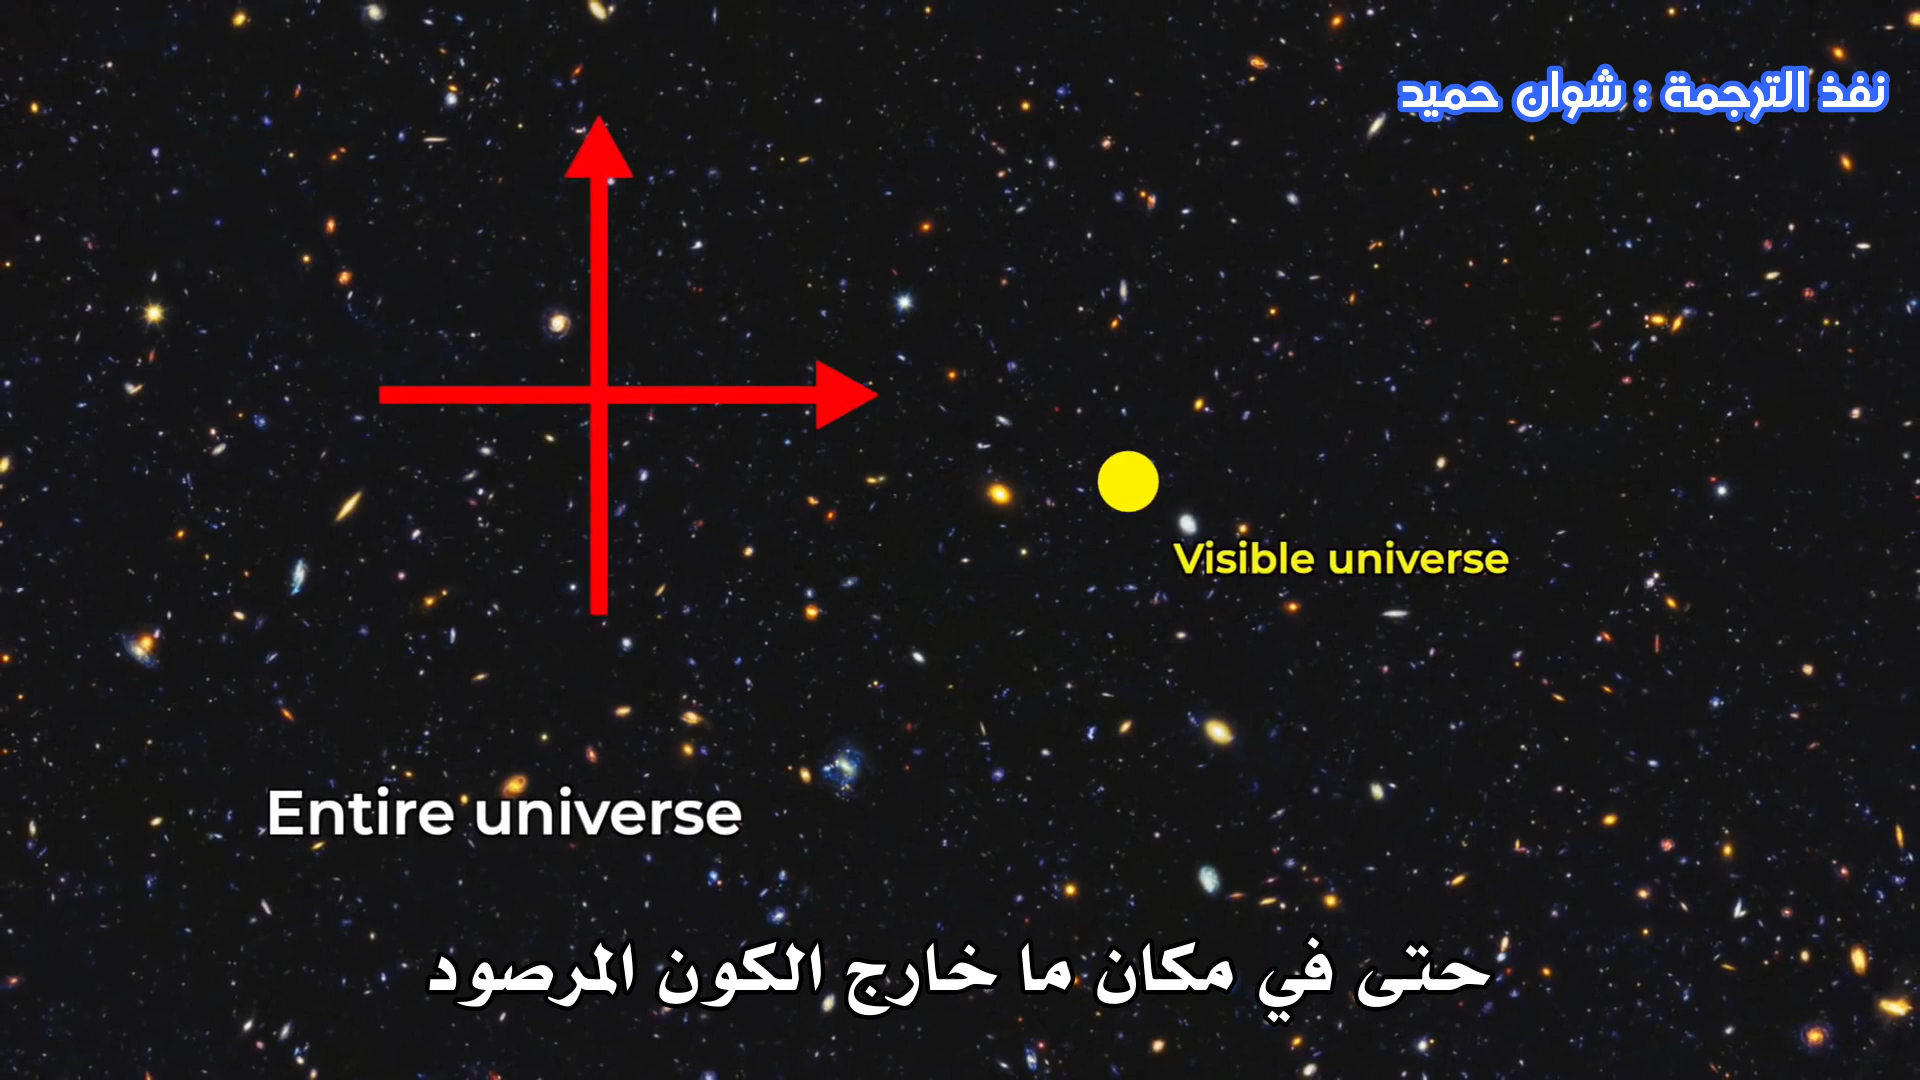 نفذ الترجمة : شوان حميد
Visible universe
Entire universe
حتى في مكان ما خارج الكون المرصود